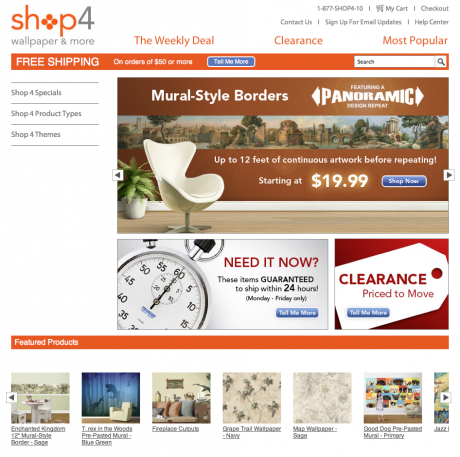 shop4
wallpaper & more
1-877-SHOP4-10 | My Cart | Checkout
Contact Us | Sign Up For Email Updates | Help Center
The Weekly Deal
Clearance
Most Popular
FREE SHIPPING
On orders of $50 or more
Tell Me More
Search
Shop 4 Specials
Shop 4 Product Types
Shop 4 Themes
Mural-Style Borders
FEATURING A
PANORAMIC
DESIGN REPEAT
Up to 12 feet of continuous artwork before repeating!
Starting at $19.99
Shop Now
NEED IT NOW?
These items GUARANTEED
to ship within 24 hours!
(Monday - Friday only)
Tell Me More
60
CLEARANCE
Priced to Move
Tell Me More
Featured Products
Enchanted Kingdom
12" Mural-Style
Border - Sage
T. rex in the Woods
Pre-Pasted Mural -
Blue Green
Fireplace Cutouts
Grape Trail Wallpaper
- Navy
Map Wallpaper -
Sage
Good Dog Pre-Pasted
Mural - Primary
Jazz